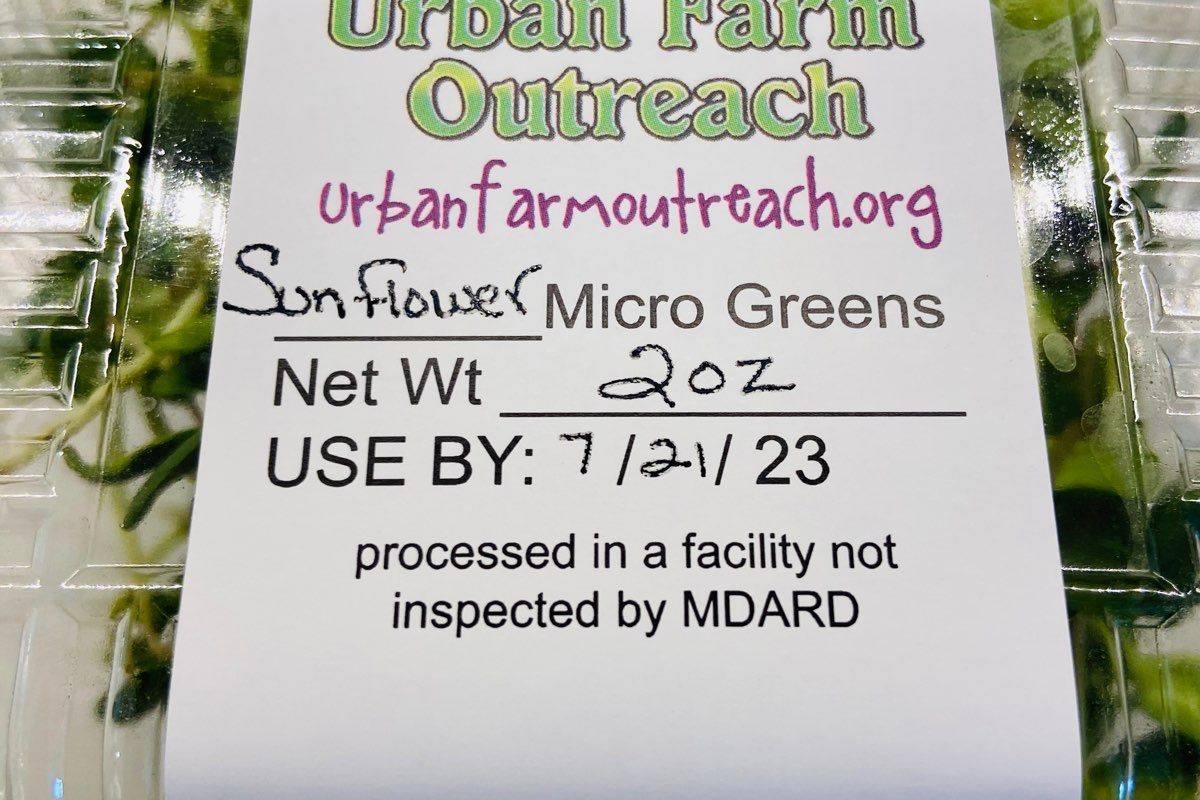 Urban Farm
Outreach
urbanfarmoutreach.org
Sunflower Micro Greens
Net Wt 2oz
USE BY: 7/21/23
processed in a facility not
inspected by MDARD